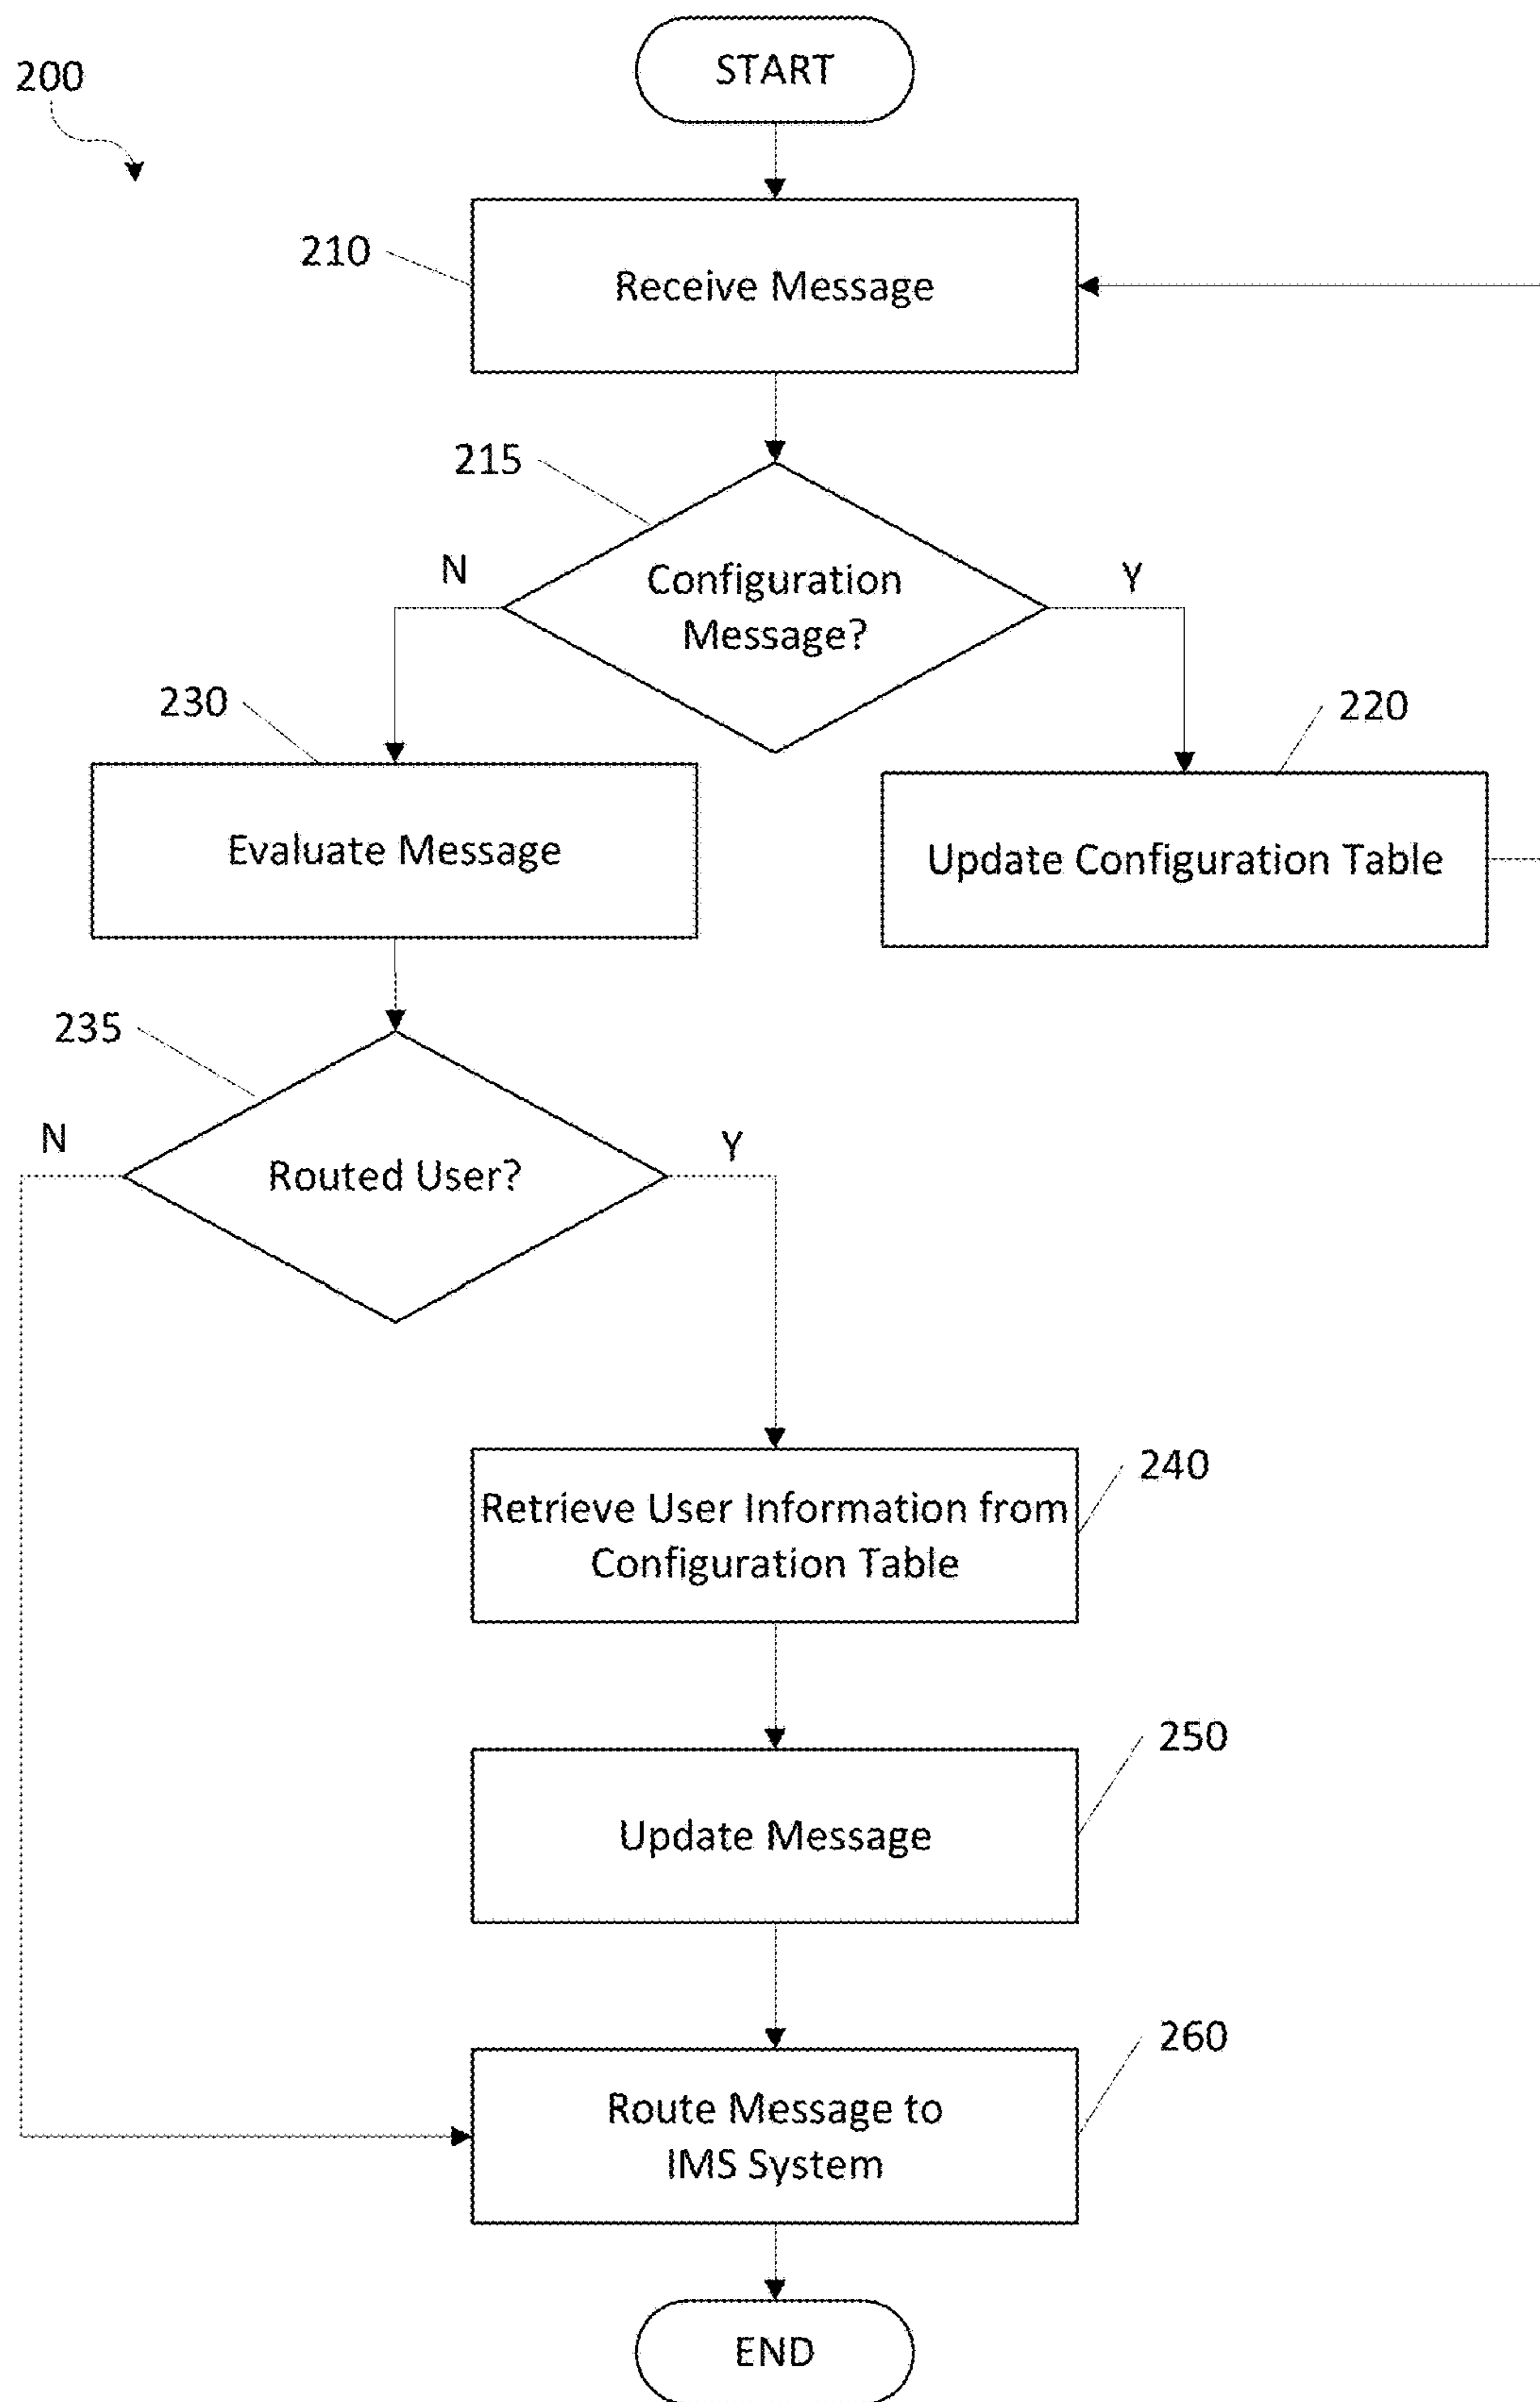 START
200
210
Receive Message
215
N
Configuration
Message?
Y
230
220
Evaluate Message
Update Configuration Table
235
N
Routed User?
Y
240
Retrieve User Information from
Configuration Table
250
Update Message
260
Route Message to
IMS System
END